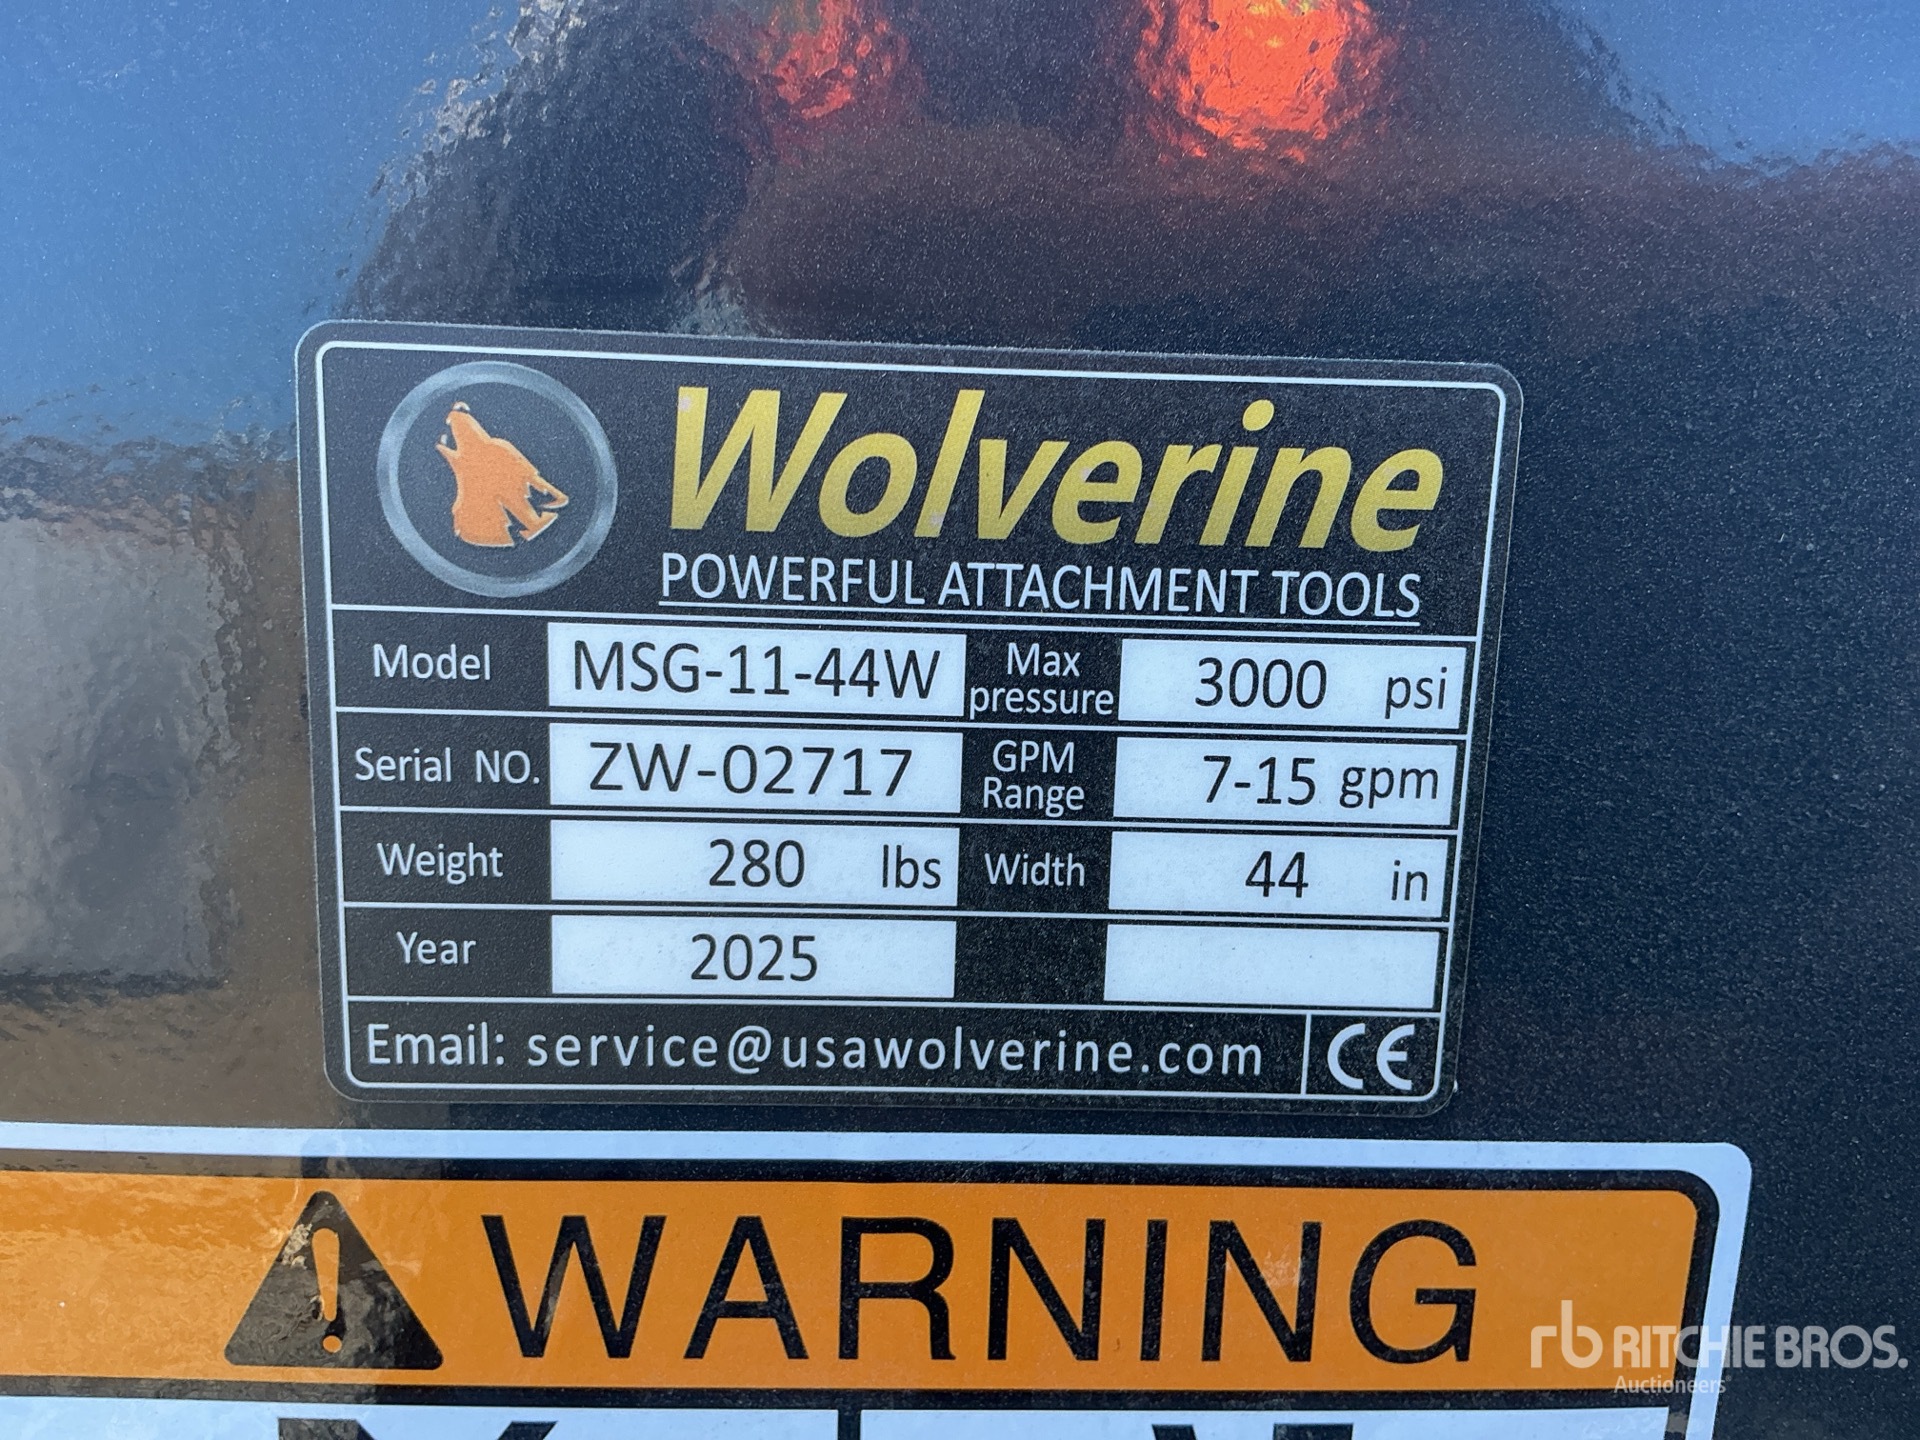 Wolverine
POWERFUL ATTACHMENT TOOLS
Model MSG-11-44W Max pressure 3000 psi
Serial NO. ZW-02717 GPM Range 7-15 gpm
Weight 280 lbs Width 44 in
Year 2025
Email: service@usawolverine.com CE
WARNING
rb RITCHIE BROS.
Auctioneers